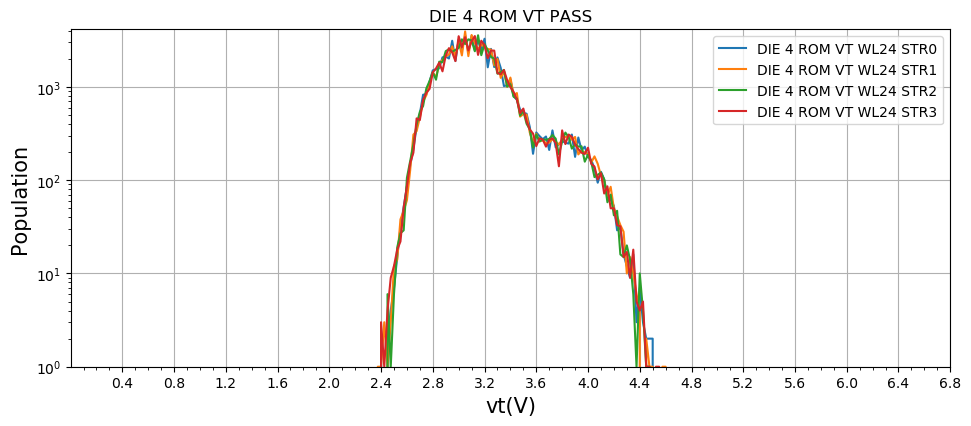 DIE 4 ROM VT PASS
DIE 4 ROM VT WL24 STR0
DIE 4 ROM VT WL24 STR1
DIE 4 ROM VT WL24 STR2
DIE 4 ROM VT WL24 STR3
Population
10³
10²
10¹
10⁰
0.4 0.8 1.2 1.6 2.0 2.4 2.8 3.2 3.6 4.0 4.4 4.8 5.2 5.6 6.0 6.4 6.8
vt(V)